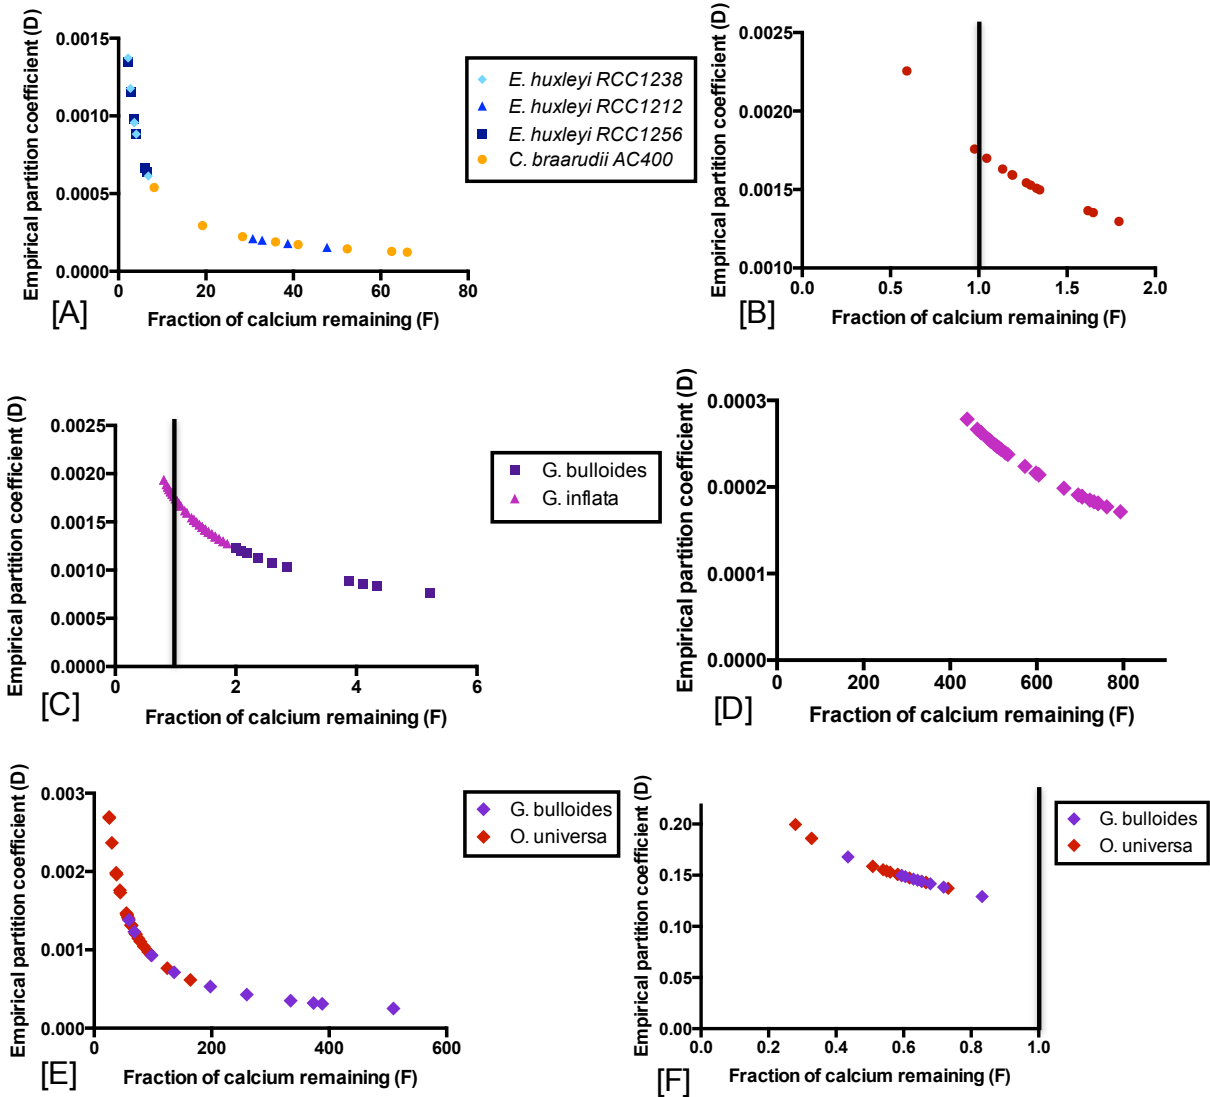 Empirical partition coefficient (D)
0.0015
0.0010
0.0005
0.0000
0 20 40 60 80
Fraction of calcium remaining (F)
[A]
E. huxleyi RCC1238
E. huxleyi RCC1212
E. huxleyi RCC1256
C. braarudii AC400
Empirical partition coefficient (D)
0.0025
0.0020
0.0015
0.0010
0.0 0.5 1.0 1.5 2.0
Fraction of calcium remaining (F)
[B]
Empirical partition coefficient (D)
0.0025
0.0020
0.0015
0.0010
0.0005
0.0000
0 2 4 6
Fraction of calcium remaining (F)
[C]
G. bulloides
G. inflata
Empirical partition coefficient (D)
0.0003
0.0002
0.0001
0.0000
0 200 400 600 800
Fraction of calcium remaining (F)
[D]
Empirical partition coefficient (D)
0.003
0.002
0.001
0.000
0 200 400 600
Fraction of calcium remaining (F)
[E]
G. bulloides
O. universa
Empirical partition coefficient (D)
0.20
0.15
0.10
0.05
0.00
0.0 0.2 0.4 0.6 0.8 1.0
Fraction of calcium remaining (F)
[F]
G. bulloides
O. universa